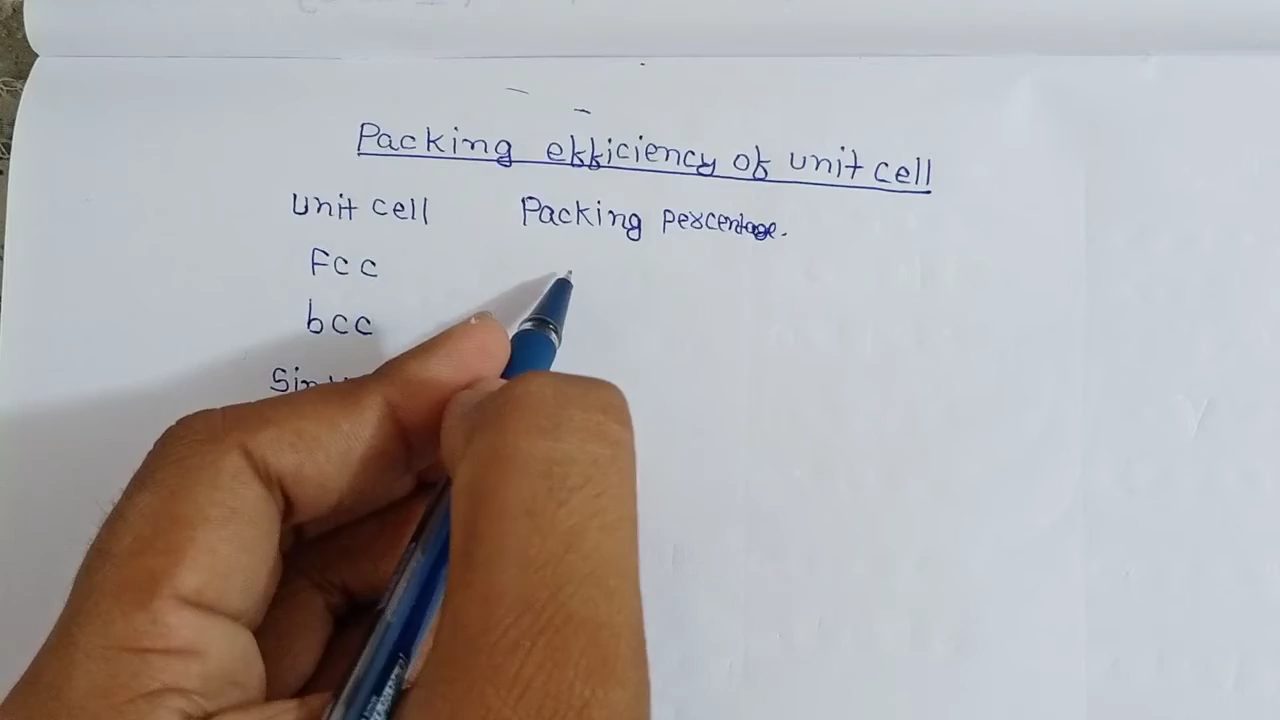 Packing efficiency of unit cell
Unit cell Packing percentage.
Fcc
bcc